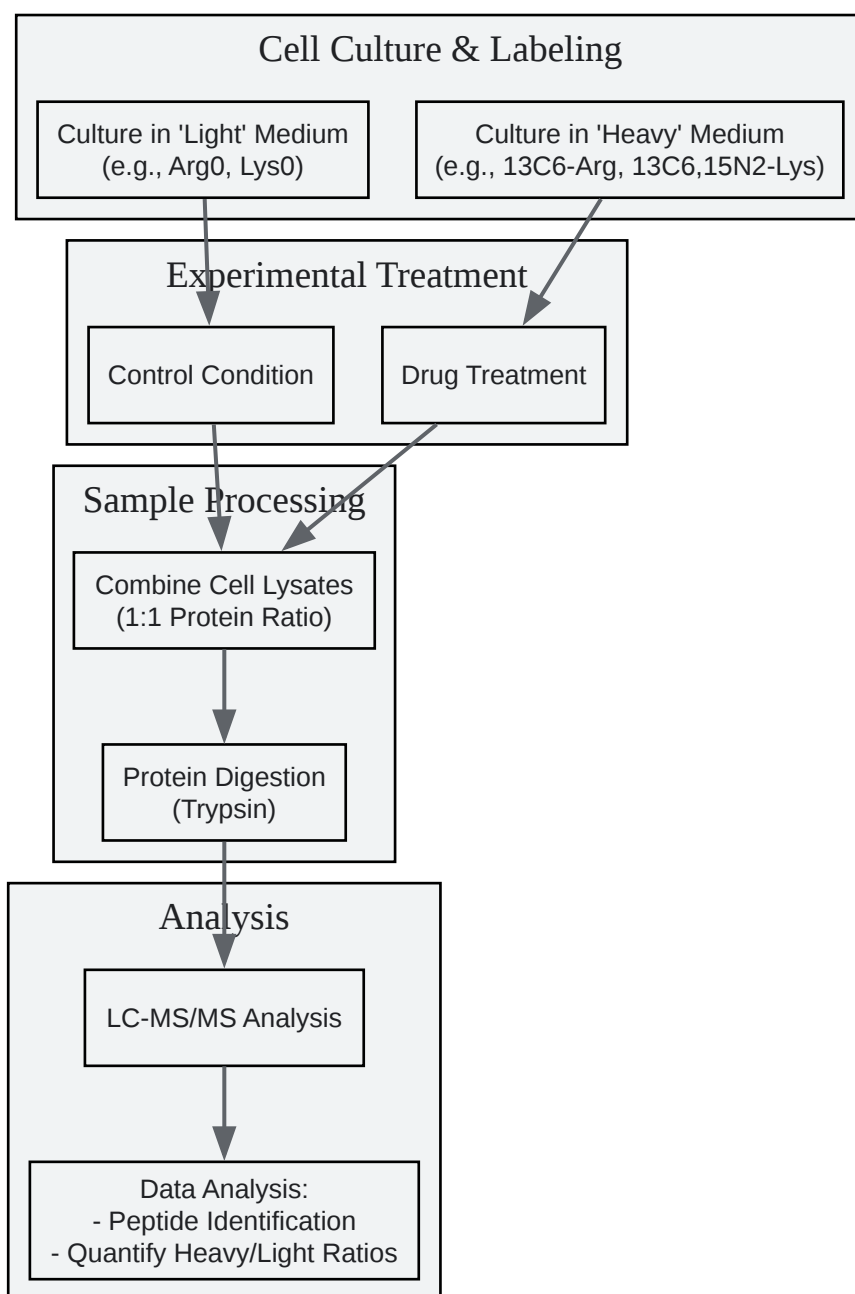 Cell Culture & Labeling
Culture in 'Light' Medium
(e.g., Arg0, Lys0)
Culture in 'Heavy' Medium
(e.g., 13C6-Arg, 13C6,15N2-Lys)
Experimental Treatment
Control Condition
Drug Treatment
Sample Processing
Combine Cell Lysates
(1:1 Protein Ratio)
Protein Digestion
(Trypsin)
Analysis
LC-MS/MS Analysis
Data Analysis:
- Peptide Identification
- Quantify Heavy/Light Ratios